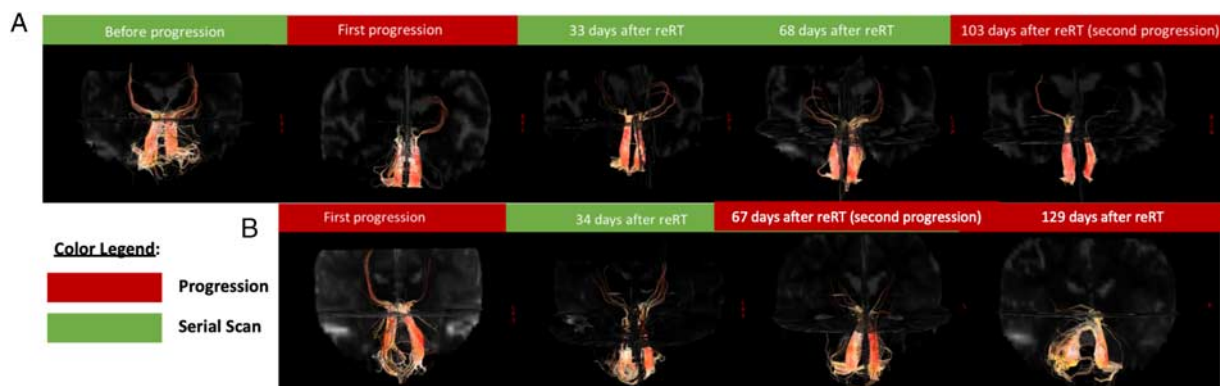 A
Before progression
First progression
33 days after reRT
68 days after reRT
103 days after reRT (second progression)
B
First progression
34 days after reRT
67 days after reRT (second progression)
129 days after reRT
Color Legend:
Progression
Serial Scan